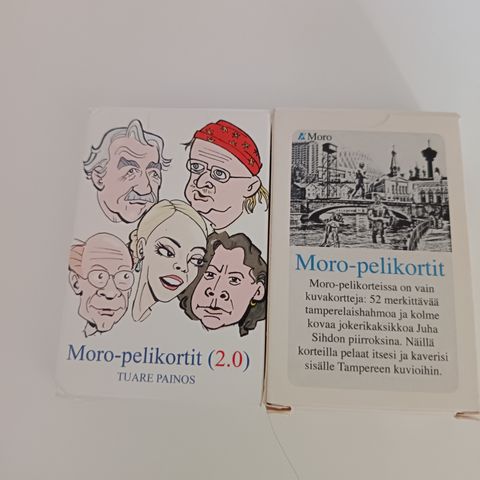 Moro-pelikortit (2.0)
TUARE PAINOS
Moro
Moro-pelikortit
Moro-pelikorteissa on vain
kuvakortteja: 52 merkittävää
tamperelaishahmoa ja kolme
kovaa jokerikaksikkoa Juha
Sihdon piirroksina. Näillä
korteilla pelaat itsesi ja kaverisi
sisälle Tampereen kuvioihin.